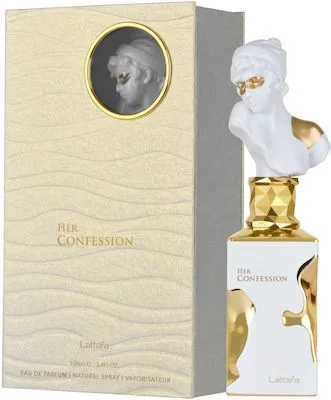 HER
CONFESSION
100ml ℮ 3.4FL.OZ.
Lattafa
EAU DE PARFUM | NATURAL SPRAY | VAPORISATEUR
HER
CONFESSION
Lattafa